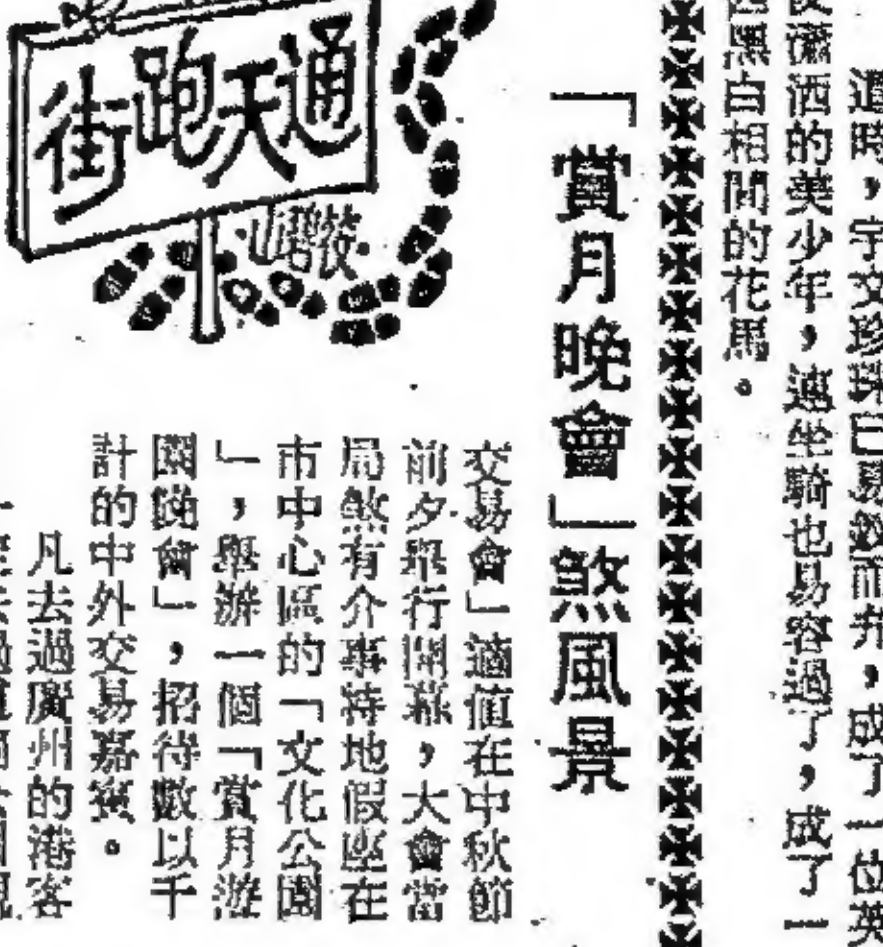 這時，宇文珍珠已易釵而弁，成了一位英
瀟洒的美少年，連坐騎也易容過了，成了一
黑白相間的花馬。
「賞月晚會」煞風景
通天跑街
交易會」適值在中秋節
前夕舉行開幕，大會當
局煞有介事特地假座在
市中心區的「文化公園
」，舉辦一個「賞月遊
園晚會」，招待數以千
計的中外交易嘉賓。
凡去過廣州的港客